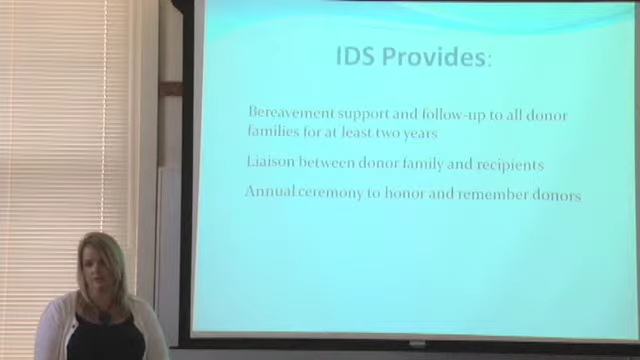 IDS Provides:
Bereavement support and follow-up to all donor
families for at least two years
Liaison between donor family and recipients
Annual ceremony to honor and remember donors